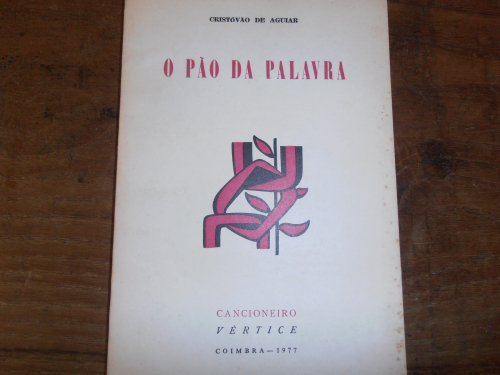 CRISTÓVÃO DE AGUIAR
O PÃO DA PALAVRA
CANCIONEIRO
VÉRTICE
COIMBRA — 1977